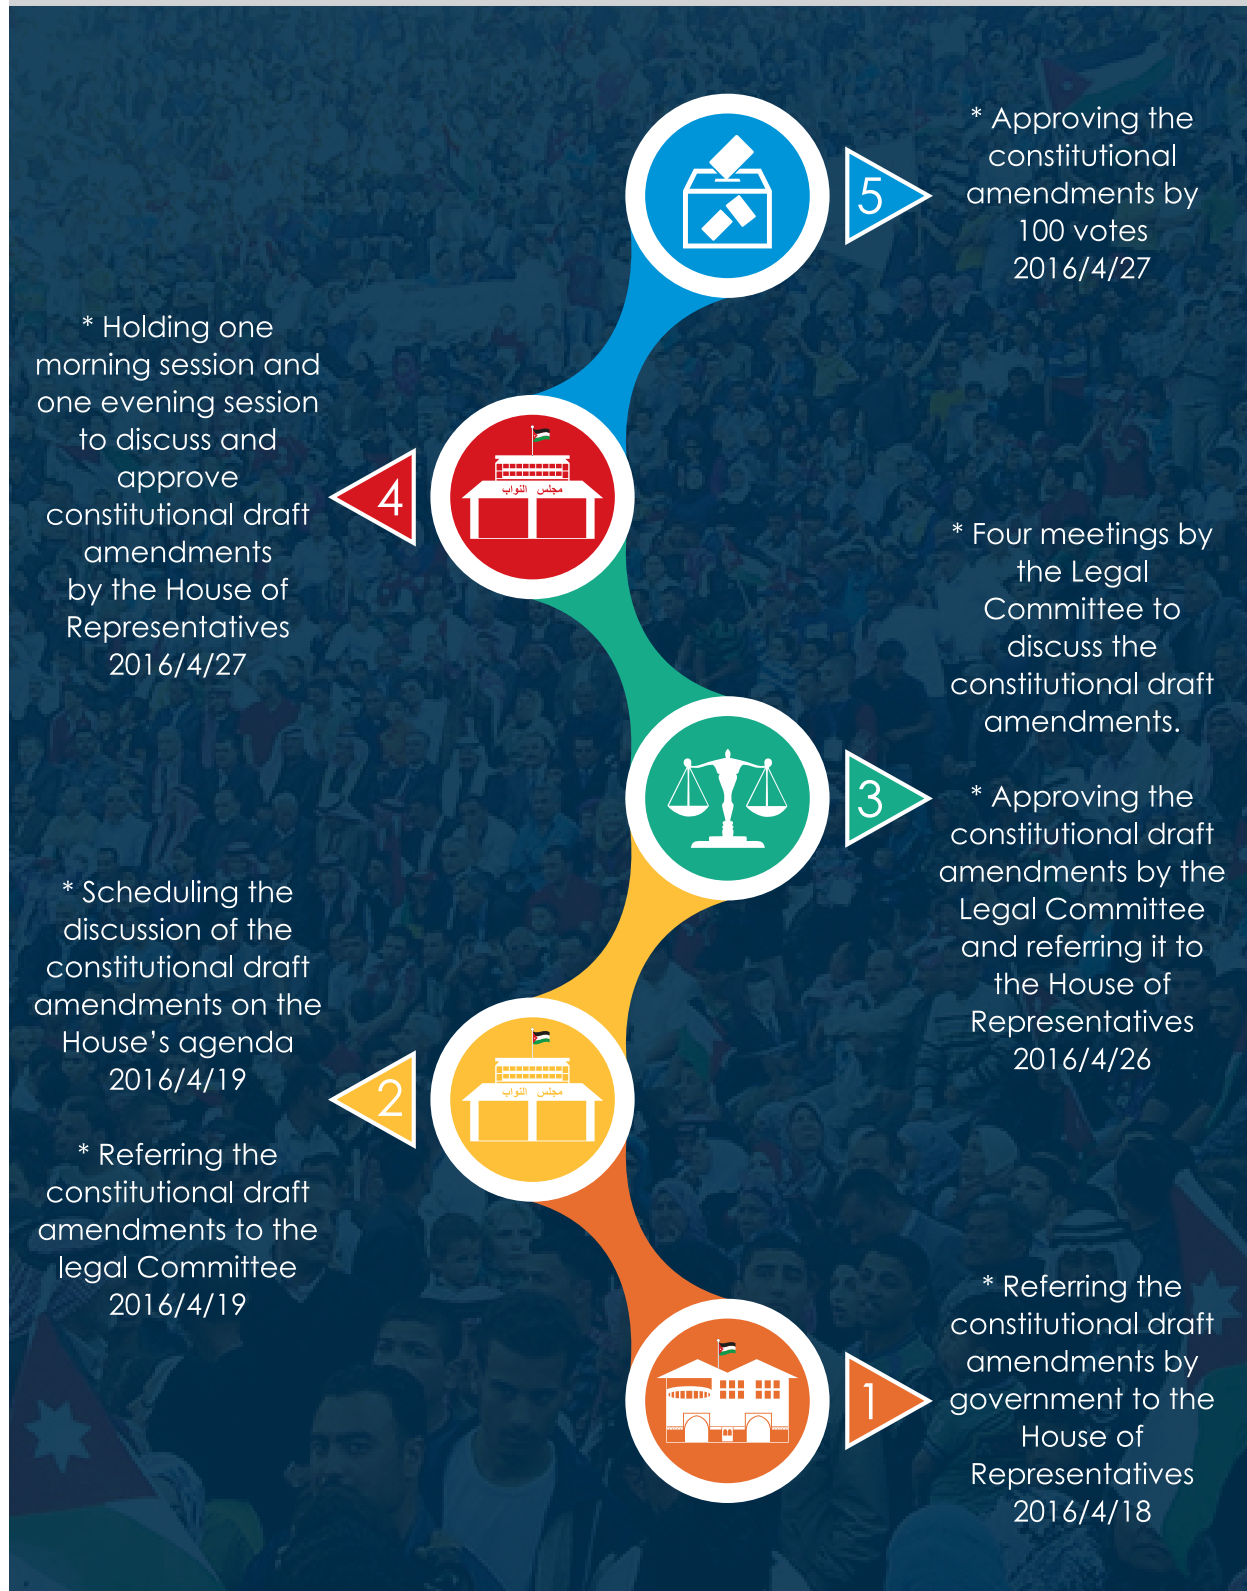 * Approving the
constitutional
amendments by
100 votes
2016/4/27
5
* Holding one
morning session and
one evening session
to discuss and
approve
constitutional draft
amendments
by the House of
Representatives
2016/4/27
4
مجلس النواب
* Four meetings by
the Legal
Committee to
discuss the
constitutional draft
amendments.
* Approving the
constitutional draft
amendments by the
Legal Committee
and referring it to
the House of
Representatives
2016/4/26
3
* Scheduling the
discussion of the
constitutional draft
amendments on the
House’s agenda
2016/4/19
* Referring the
constitutional draft
amendments to the
legal Committee
2016/4/19
2
مجلس النواب
* Referring the
constitutional draft
amendments by
government to the
House of
Representatives
2016/4/18
1